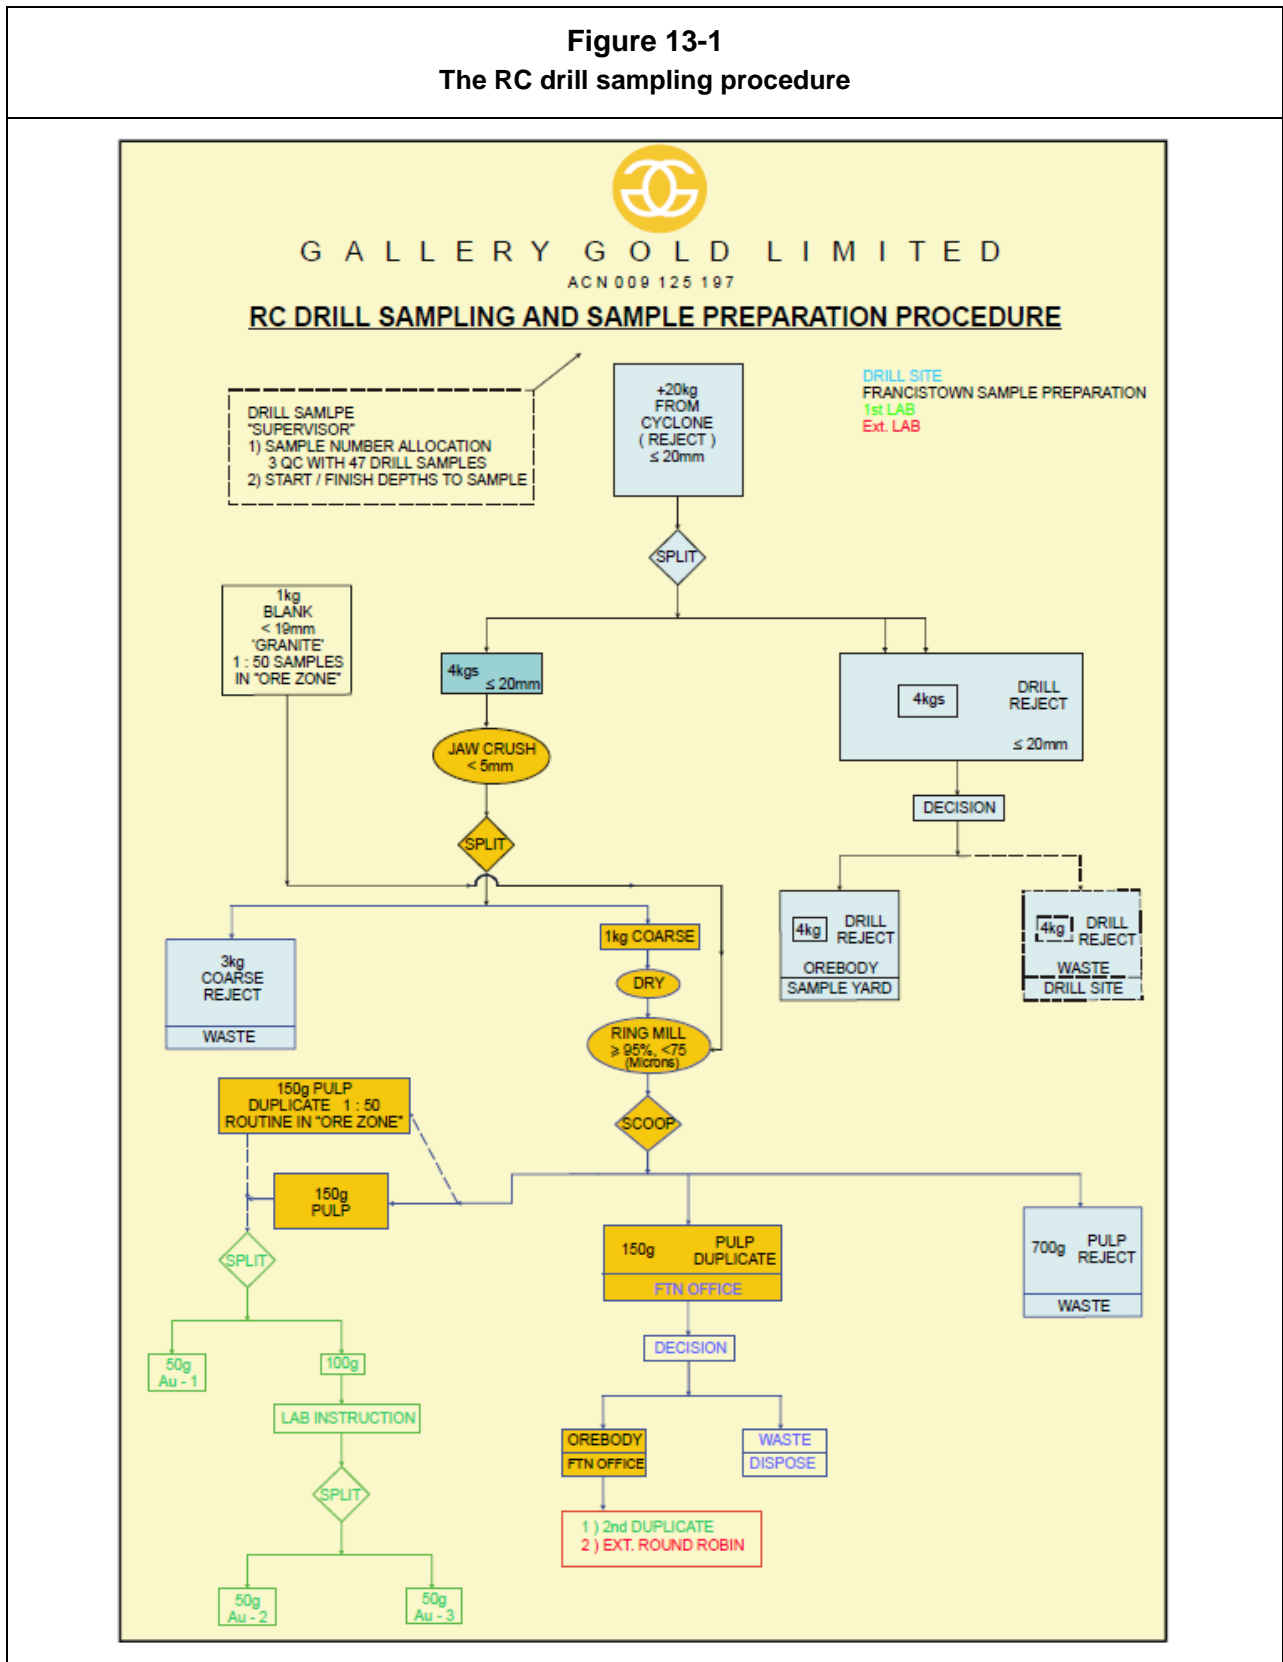 Figure 13-1
The RC drill sampling procedure
GALLERY GOLD LIMITED
ACN 009 125 197
RC DRILL SAMPLING AND SAMPLE PREPARATION PROCEDURE
DRILL SAMLPE
"SUPERVISOR"
1) SAMPLE NUMBER ALLOCATION
3 QC WITH 47 DRILL SAMPLES
2) START / FINISH DEPTHS TO SAMPLE
+20kg
FROM
CYCLONE
( REJECT )
≤ 20mm
DRILL SITE
FRANCISTOWN SAMPLE PREPARATION
1st LAB
Ext. LAB
SPLIT
1kg
BLANK
< 19mm
'GRANITE'
1 : 50 SAMPLES
IN "ORE ZONE"
4kgs
≤ 20mm
4kgs
DRILL
REJECT
≤ 20mm
JAW CRUSH
< 5mm
DECISION
SPLIT
4kg
DRILL
REJECT
OREBODY
SAMPLE YARD
4kg
DRILL
REJECT
WASTE
DRILL SITE
3kg
COARSE
REJECT
WASTE
1kg COARSE
DRY
RING MILL
≥ 95%, <75
(Microns)
150g PULP
DUPLICATE 1 : 50
ROUTINE IN "ORE ZONE"
SCOOP
150g
PULP
150g
PULP
DUPLICATE
FTN OFFICE
700g
PULP
REJECT
WASTE
SPLIT
DECISION
50g
Au - 1
100g
LAB INSTRUCTION
OREBODY
FTN OFFICE
WASTE
DISPOSE
SPLIT
1 ) 2nd DUPLICATE
2 ) EXT. ROUND ROBIN
50g
Au - 2
50g
Au - 3